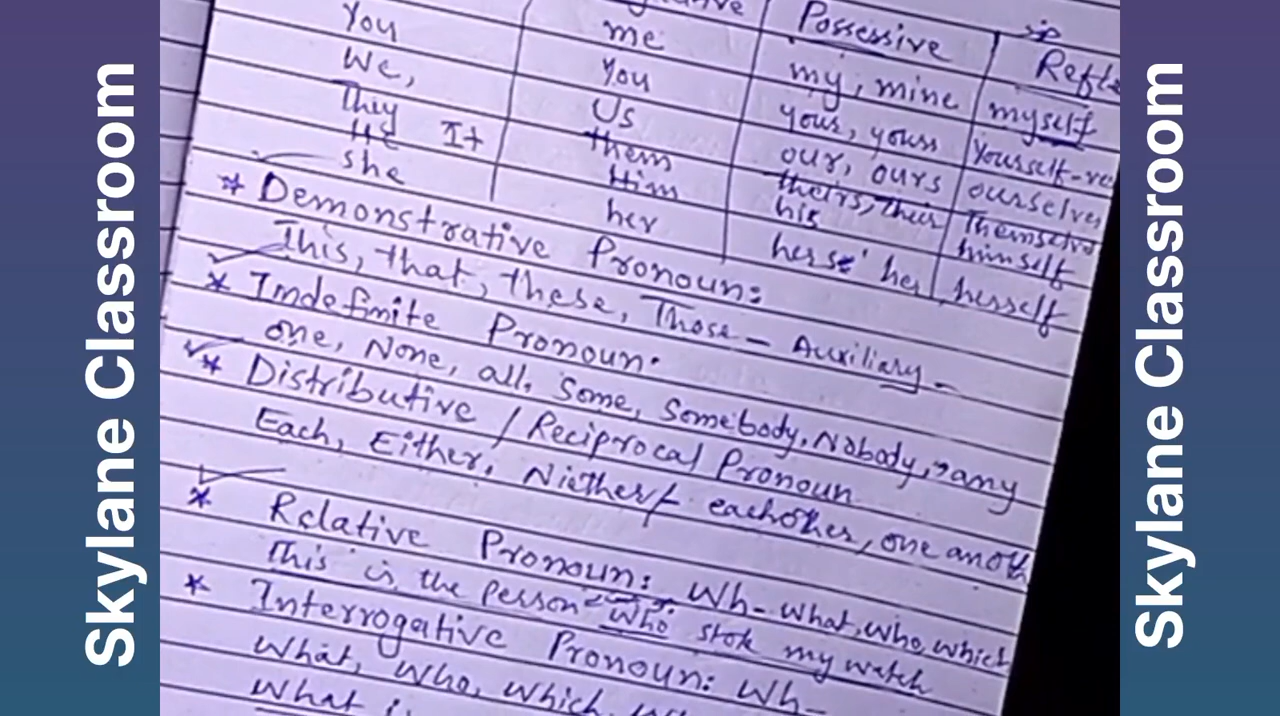 Possessive
You me my, mine myself
We, You your, yours Yourself-
They Us our, ours ourselves
He It them theirs, their Themselves
she Him his himself
her hers her herself
* Demonstrative Pronoun:
This, that, these, Those - Auxiliary -
* Indefinite Pronoun.
one, None, all, Some, Somebody, Nobody, any
* Distributive / Reciprocal Pronoun
Each, Either, Niether/ eachother, one anoth
* Relative Pronoun: Wh- what, who, which
This is the person who stole my watch
* Interrogative Pronoun: Wh-
What, Who, Which,
What
Skylane Classroom
Skylane Classroom